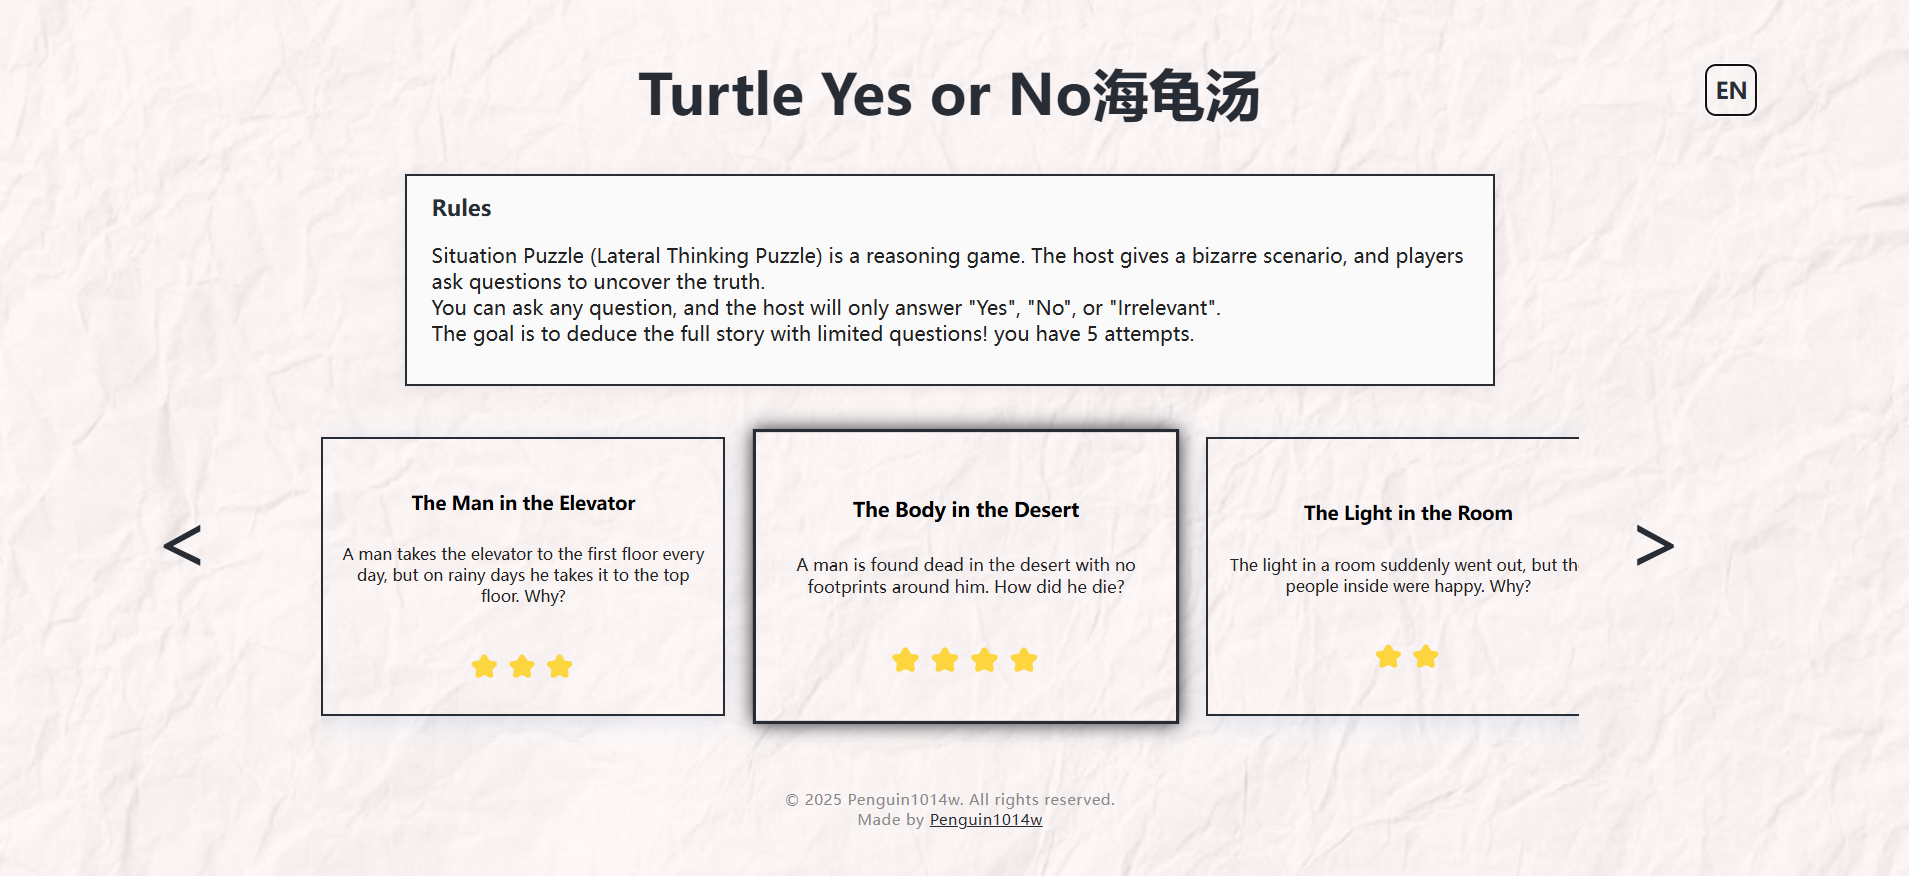 Turtle Yes or No海龟汤
EN
Rules
Situation Puzzle (Lateral Thinking Puzzle) is a reasoning game. The host gives a bizarre scenario, and players
ask questions to uncover the truth.
You can ask any question, and the host will only answer "Yes", "No", or "Irrelevant".
The goal is to deduce the full story with limited questions! you have 5 attempts.
<
The Man in the Elevator
A man takes the elevator to the first floor every
day, but on rainy days he takes it to the top
floor. Why?
The Body in the Desert
A man is found dead in the desert with no
footprints around him. How did he die?
The Light in the Room
The light in a room suddenly went out, but th
people inside were happy. Why?
>
© 2025 Penguin1014w. All rights reserved.
Made by Penguin1014w